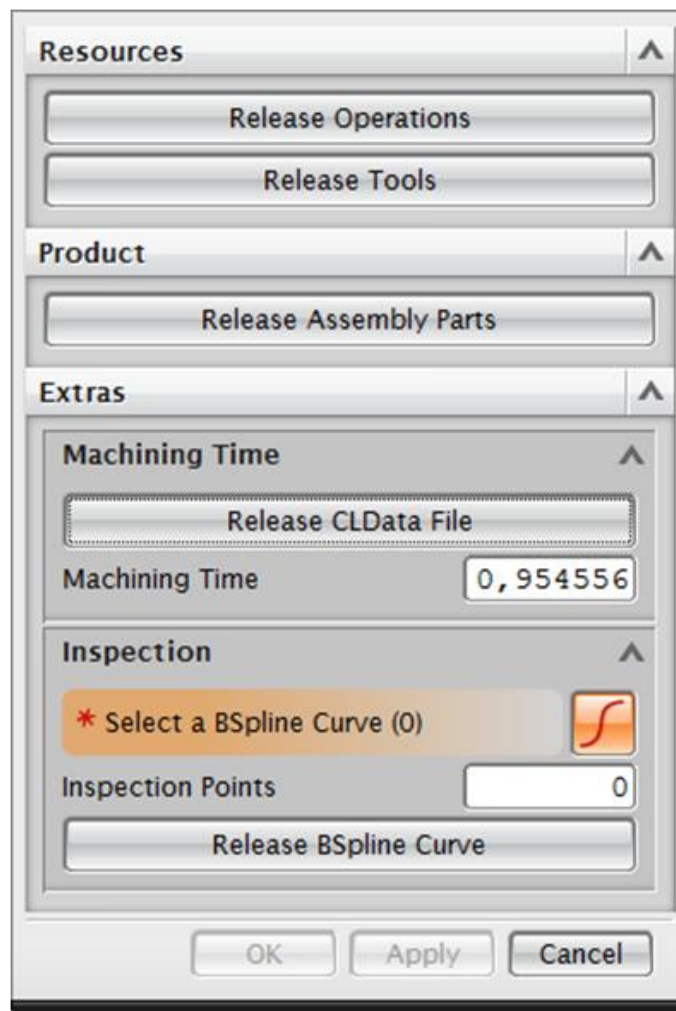 Resources
Release Operations
Release Tools
Product
Release Assembly Parts
Extras
Machining Time
Release CLData File
Machining Time 0,954556
Inspection
* Select a BSpline Curve (0)
Inspection Points 0
Release BSpline Curve
OK Apply Cancel